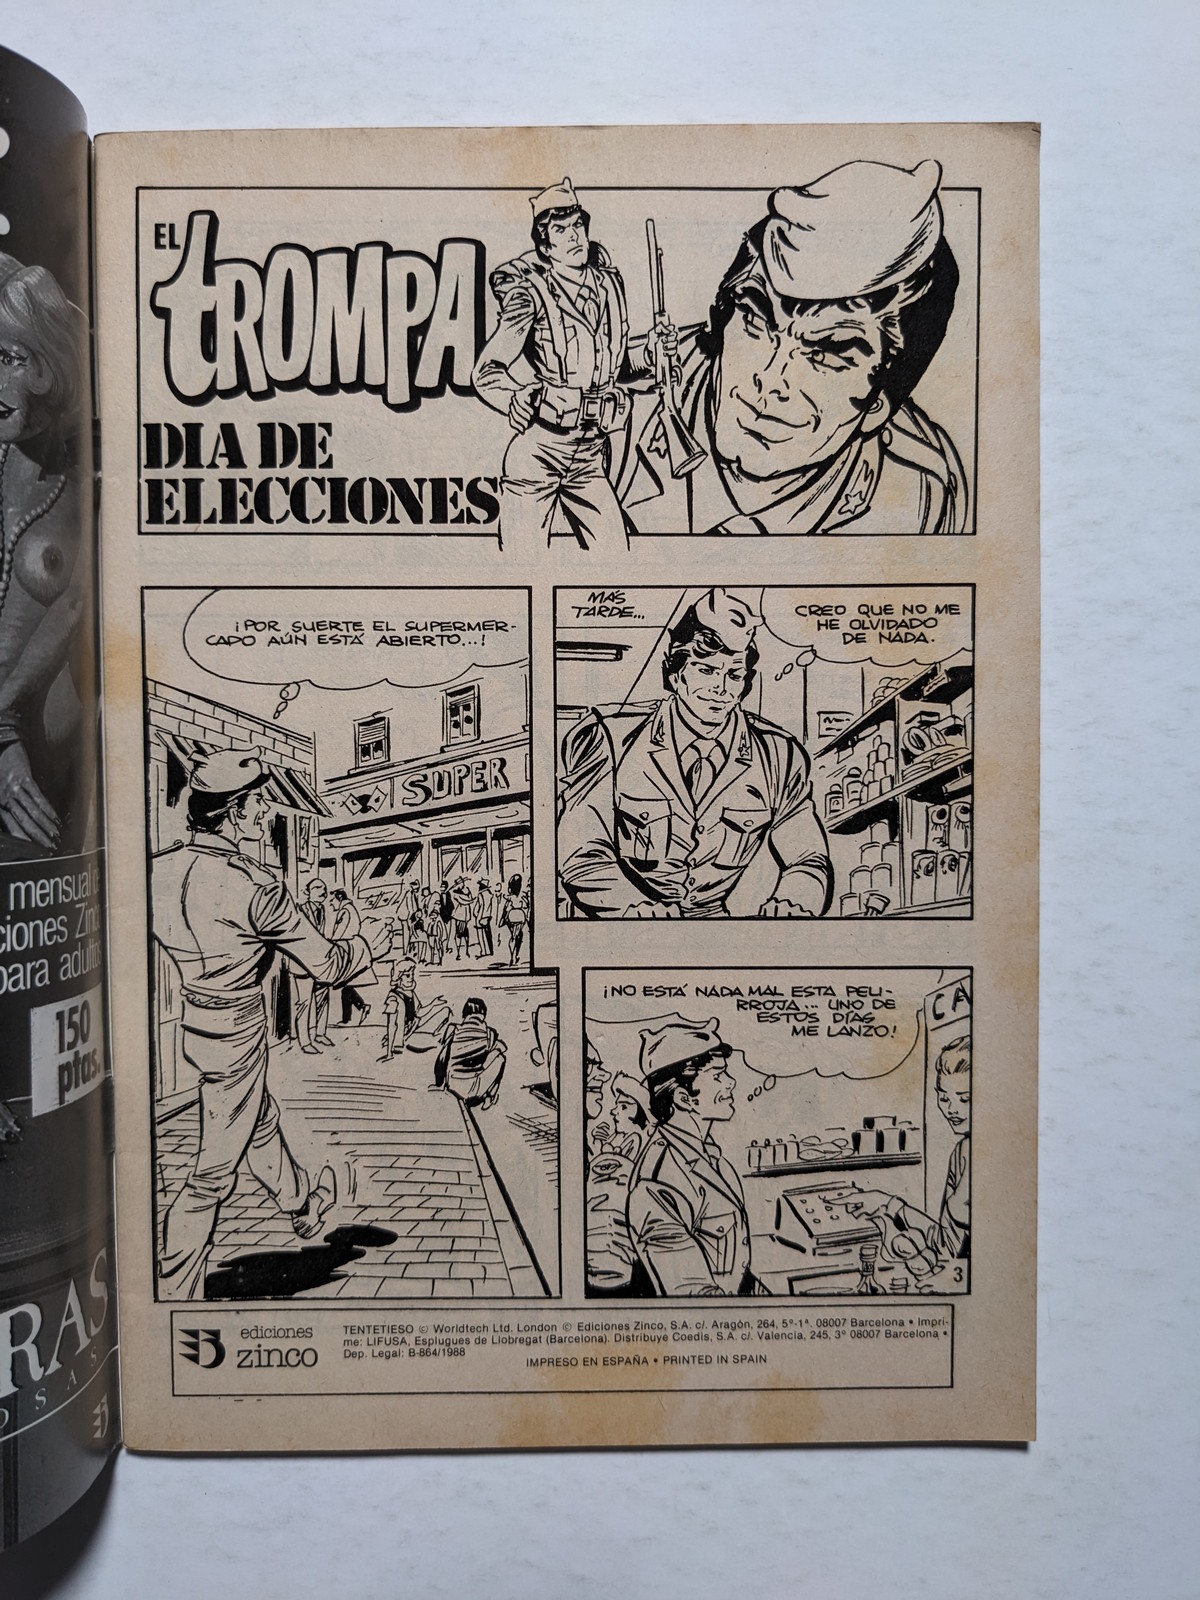 EL
tROMPA
DIA DE
ELECCIONES
¡POR SUERTE EL SUPERMER-
CADO AÚN ESTÁ ABIERTO...!
SUPER
MÁS
TARDE...
CREO QUE NO ME
HE OLVIDADO
DE NADA.
¡NO ESTÁ NADA MAL ESTA PELI-
RROJA... UNO DE
ESTOS DÍAS
ME LANZO!
CA
3
ediciones
zinco
TENTETIESO © Worldtech Ltd. London © Ediciones Zinco, S.A. c/. Aragón, 264, 5º-1ª. 08007 Barcelona • Impri-
me: LIFUSA, Esplugues de Llobregat (Barcelona). Distribuye Coedis, S.A. c/. Valencia, 245, 3º 08007 Barcelona •
Dep. Legal: B-864/1988
IMPRESO EN ESPAÑA • PRINTED IN SPAIN
mensual
ciones Zinco
para adultos
150
ptas.
RAS
OSAS